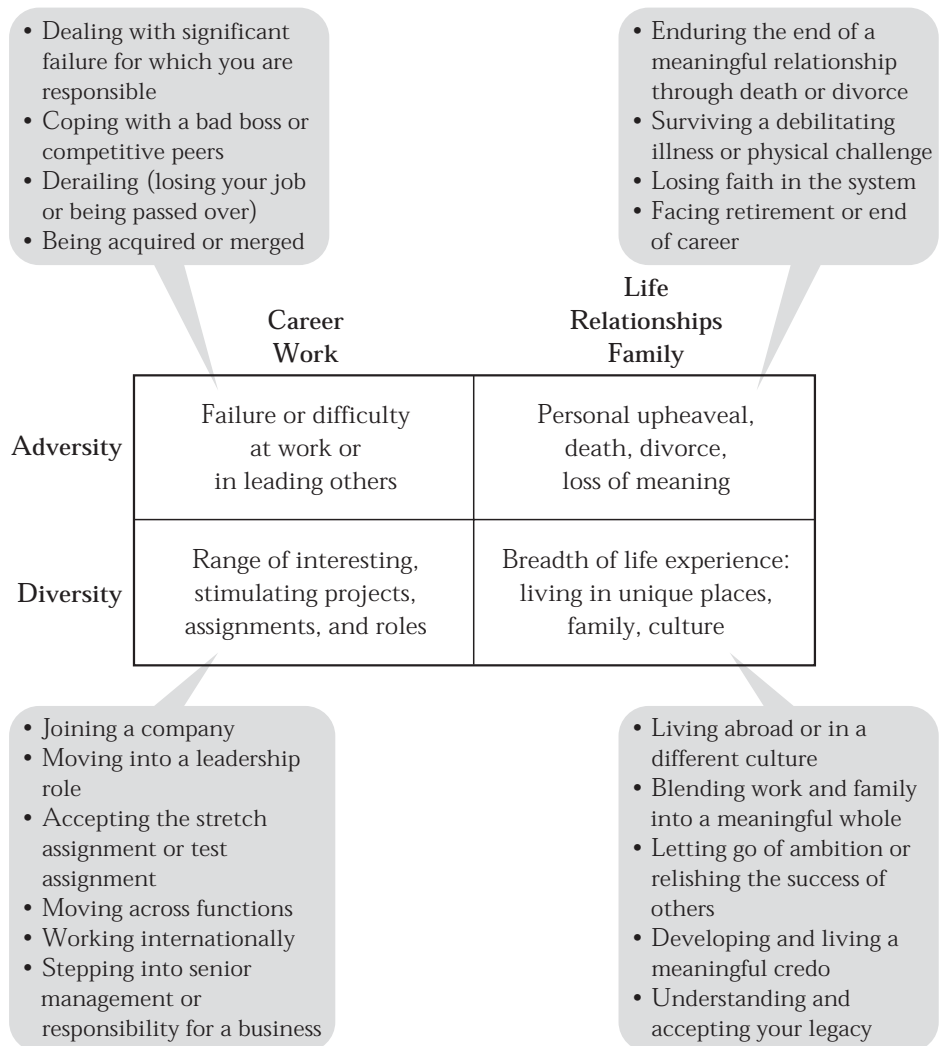 • Dealing with significant
failure for which you are
responsible
• Coping with a bad boss or
competitive peers
• Derailing (losing your job
or being passed over)
• Being acquired or merged
• Enduring the end of a
meaningful relationship
through death or divorce
• Surviving a debilitating
illness or physical challenge
• Losing faith in the system
• Facing retirement or end
of career
Career
Work
Life
Relationships
Family
Adversity
Failure or difficulty
at work or
in leading others
Personal upheaveal,
death, divorce,
loss of meaning
Diversity
Range of interesting,
stimulating projects,
assignments, and roles
Breadth of life experience:
living in unique places,
family, culture
• Joining a company
• Moving into a leadership
role
• Accepting the stretch
assignment or test
assignment
• Moving across functions
• Working internationally
• Stepping into senior
management or
responsibility for a business
• Living abroad or in a
different culture
• Blending work and family
into a meaningful whole
• Letting go of ambition or
relishing the success of
others
• Developing and living a
meaningful credo
• Understanding and
accepting your legacy